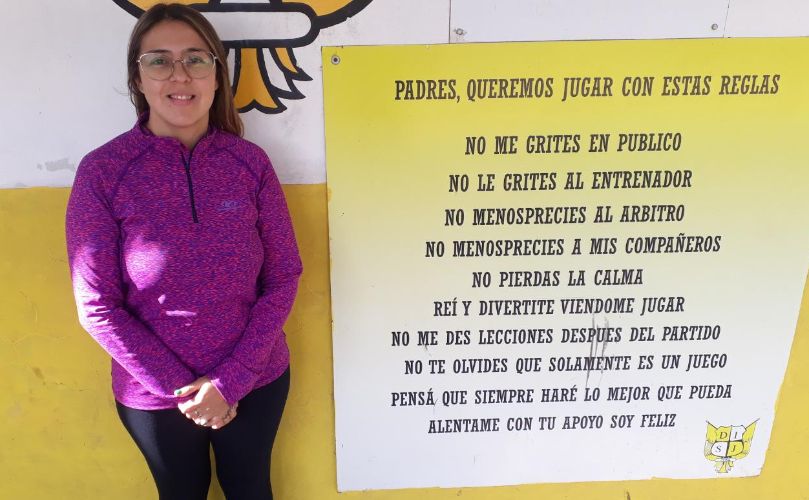 PADRES, QUEREMOS JUGAR CON ESTAS REGLAS
NO ME GRITES EN PUBLICO
NO LE GRITES AL ENTRENADOR
NO MENOSPRECIES AL ARBITRO
NO MENOSPRECIES A MIS COMPAÑEROS
NO PIERDAS LA CALMA
REÍ Y DIVERTITE VIENDOME JUGAR
NO ME DES LECCIONES DESPUES DEL PARTIDO
NO TE OLVIDES QUE SOLAMENTE ES UN JUEGO
PENSÁ QUE SIEMPRE HARÉ LO MEJOR QUE PUEDA
ALENTAME CON TU APOYO SOY FELIZ
D I
S J